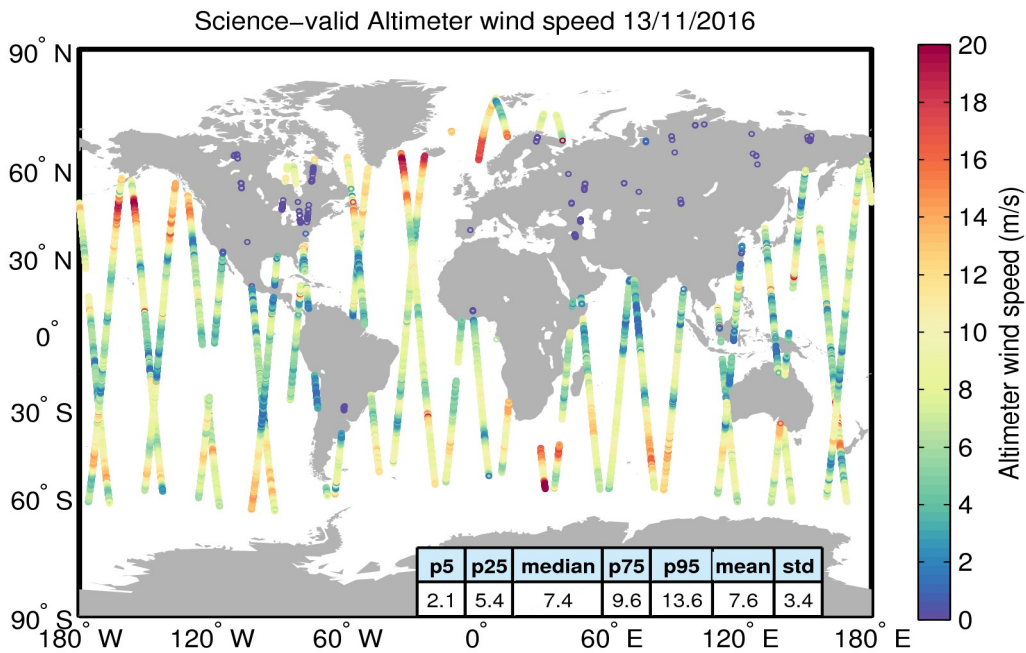 Science-valid Altimeter wind speed 13/11/2016
90° N
60° N
30° N
0°
30° S
60° S
90° S
180° W
120° W
60° W
0°
60° E
120° E
180° E
p5 p25 median p75 p95 mean std
2.1 5.4 7.4 9.6 13.6 7.6 3.4
20
18
16
14
12
10
8
6
4
2
0
Altimeter wind speed (m/s)